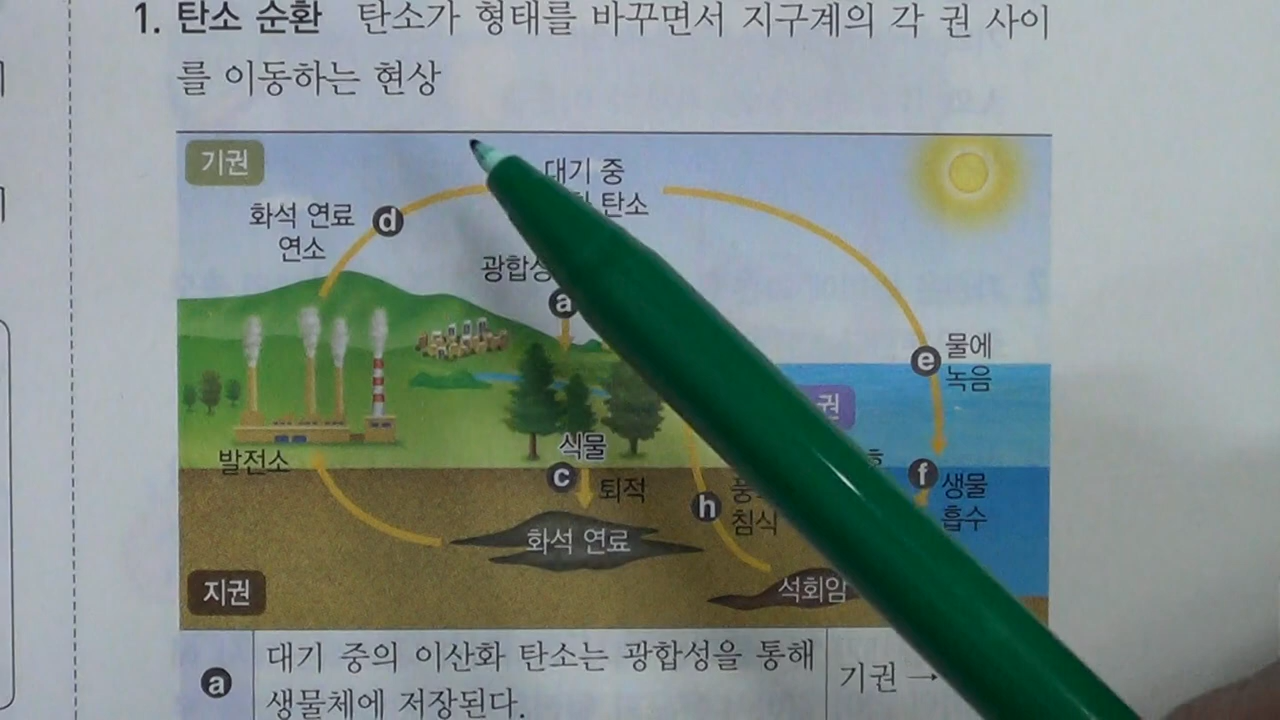 1. 탄소 순환 탄소가 형태를 바꾸면서 지구계의 각 권 사이
를 이동하는 현상
기권
대기 중
탄소
화석 연료
연소
d
광합성
a
e
물에
녹음
권
발전소
식물
c
퇴적
h
침식
f
생물
흡수
화석 연료
석회암
지권
a
대기 중의 이산화 탄소는 광합성을 통해
생물체에 저장된다.
기권 →